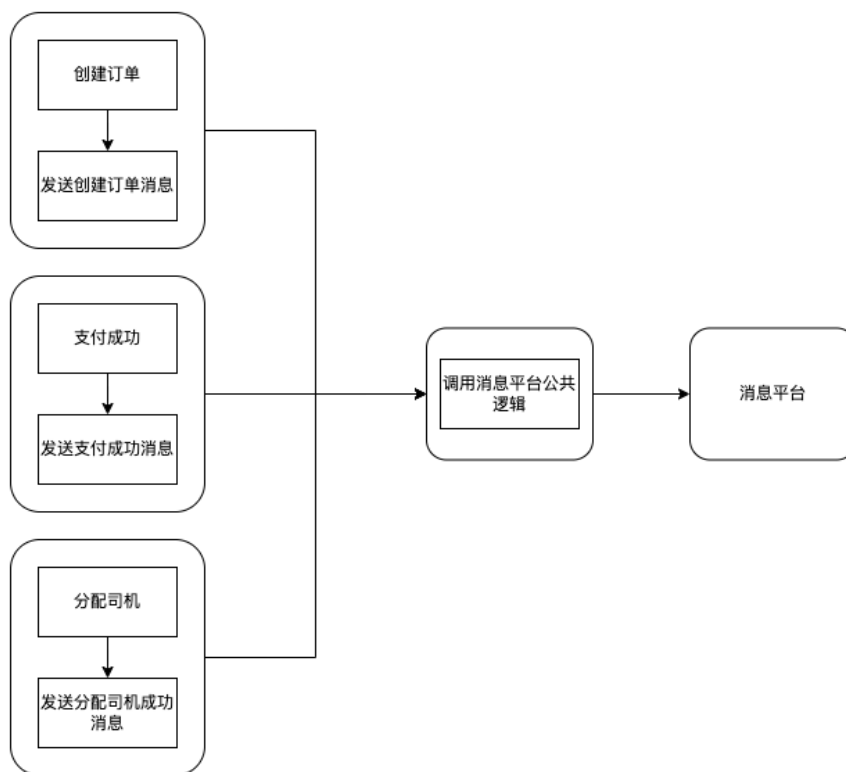 创建订单
发送创建订单消息
支付成功
发送支付成功消息
调用消息平台公共
逻辑
消息平台
分配司机
发送分配司机成功
消息